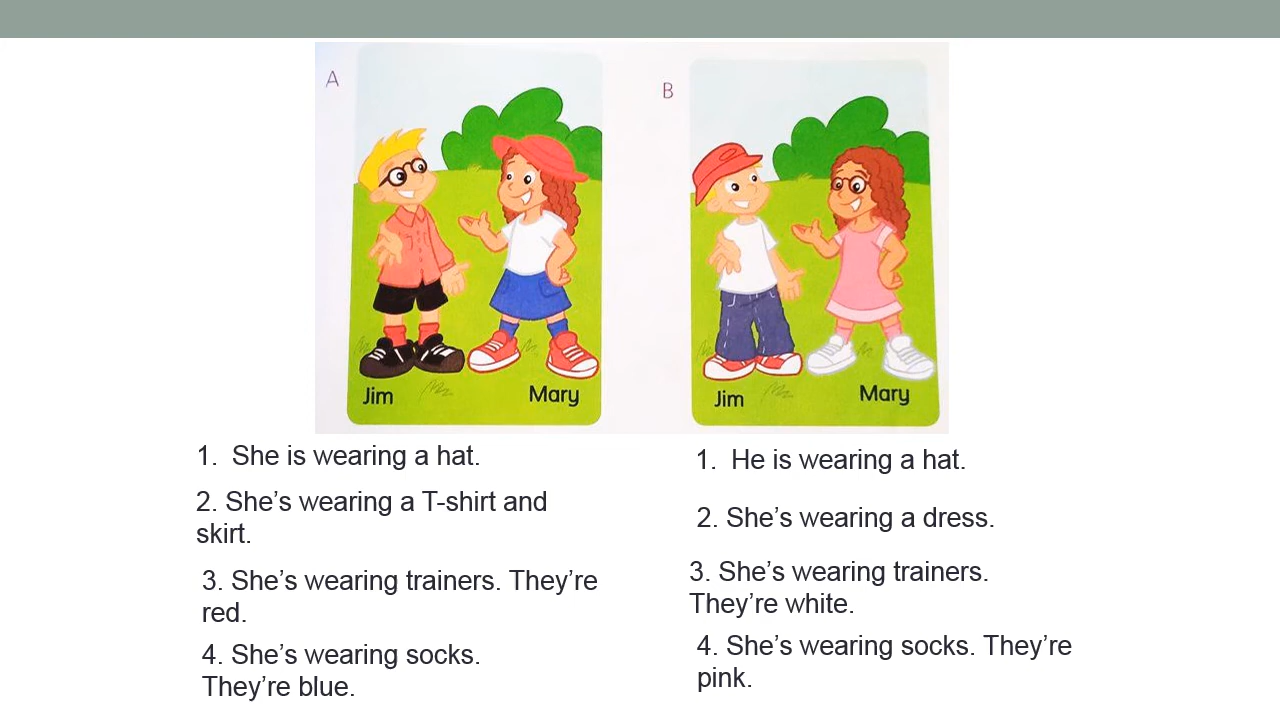 A
B
Jim
Mary
Jim
Mary
1. She is wearing a hat.
2. She’s wearing a T-shirt and
skirt.
3. She’s wearing trainers. They’re
red.
4. She’s wearing socks.
They’re blue.
1. He is wearing a hat.
2. She’s wearing a dress.
3. She’s wearing trainers.
They’re white.
4. She’s wearing socks. They’re
pink.